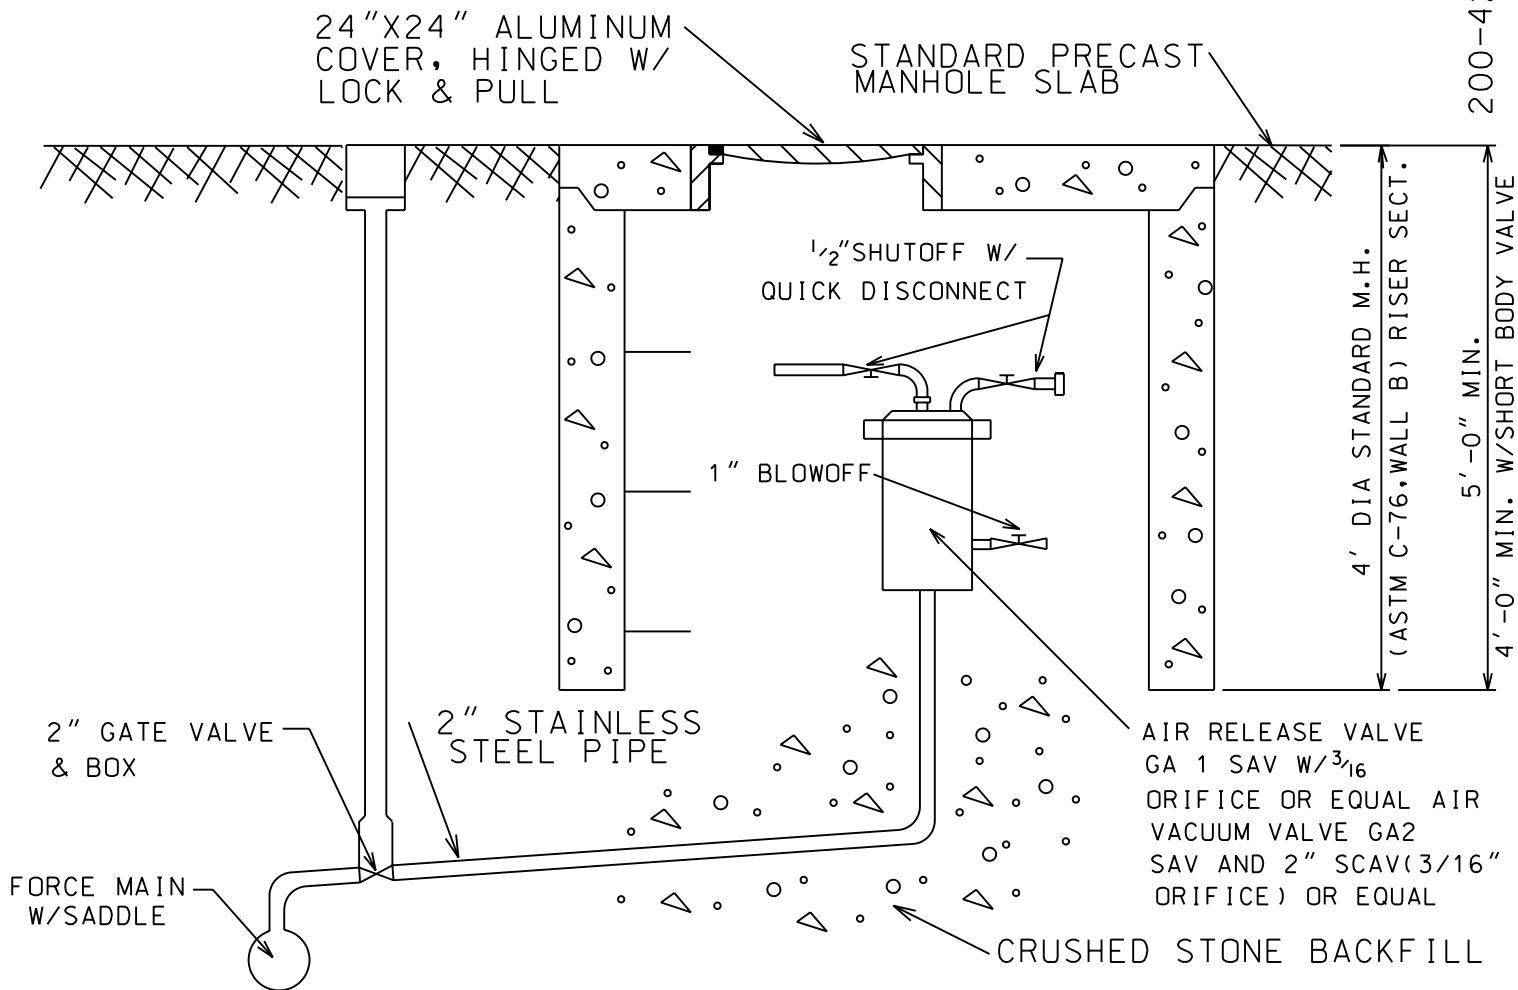 24"X24" ALUMINUM
COVER, HINGED W/
LOCK & PULL
STANDARD PRECAST
MANHOLE SLAB
1/2"SHUTOFF W/
QUICK DISCONNECT
1" BLOWOFF
2" GATE VALVE
& BOX
2" STAINLESS
STEEL PIPE
FORCE MAIN
W/SADDLE
AIR RELEASE VALVE
GA 1 SAV W/3/16
ORIFICE OR EQUAL AIR
VACUUM VALVE GA2
SAV AND 2" SCAV(3/16"
ORIFICE) OR EQUAL
CRUSHED STONE BACKFILL
4' DIA STANDARD M.H.
(ASTM C-76,WALL B) RISER SECT.
5'-0" MIN.
4'-0" MIN. W/SHORT BODY VALVE